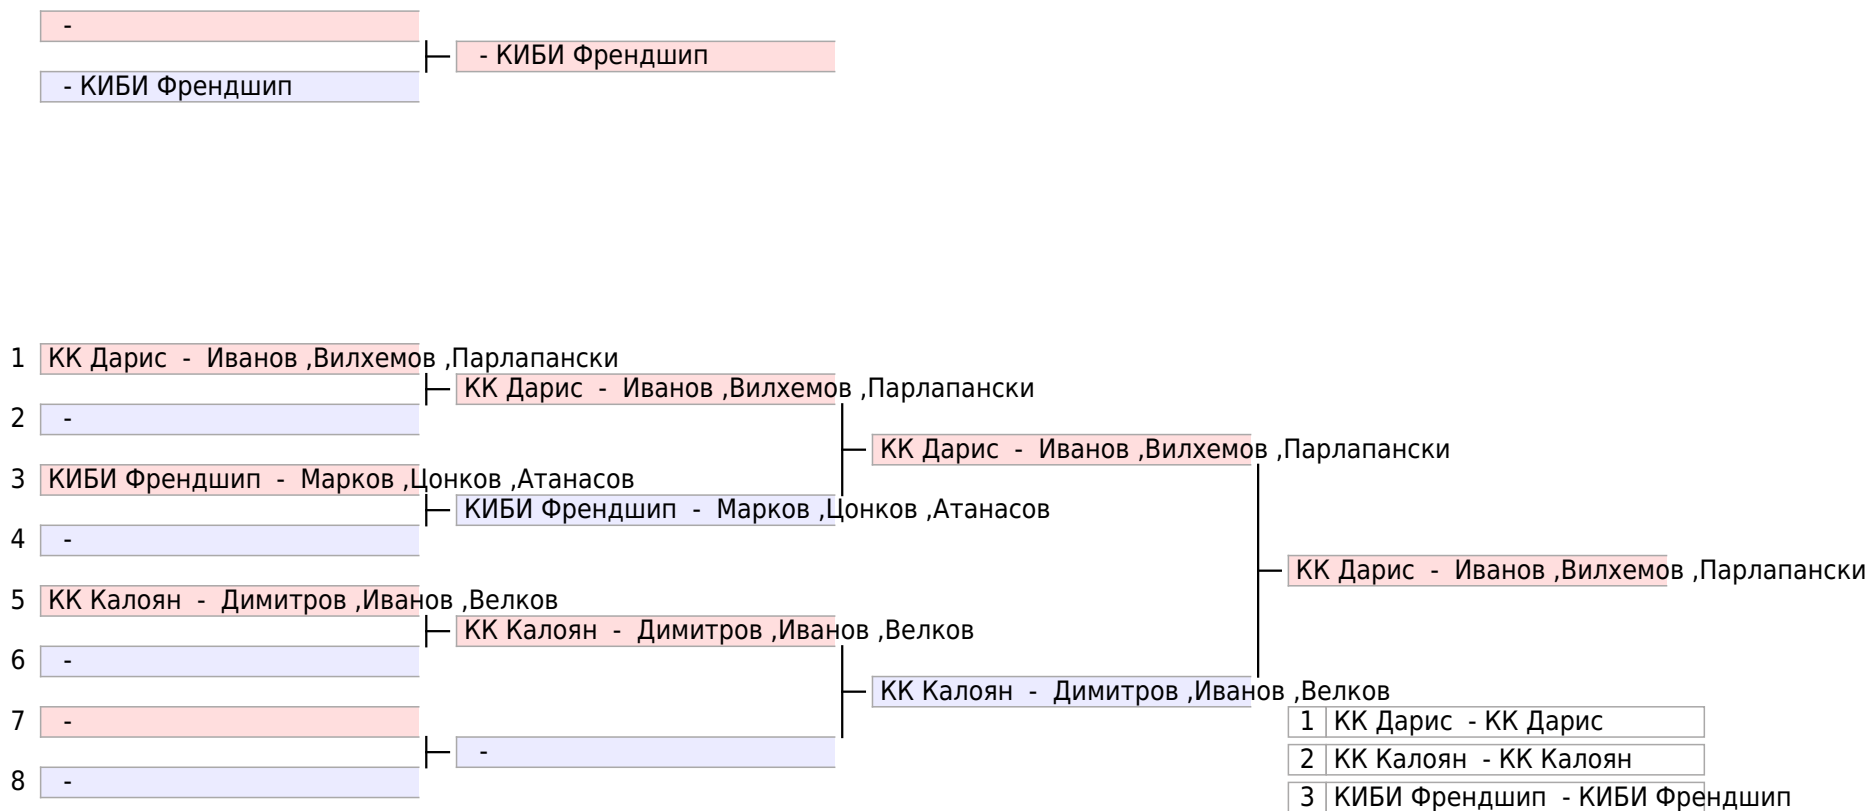 -
- КИБИ Френдшип
- КИБИ Френдшип
1 КК Дарис - Иванов ,Вилхемов ,Парлапански
КК Дарис - Иванов ,Вилхемов ,Парлапански
2 -
КК Дарис - Иванов ,Вилхемов ,Парлапански
3 КИБИ Френдшип - Марков ,Цонков ,Атанасов
КИБИ Френдшип - Марков ,Цонков ,Атанасов
4 -
КК Дарис - Иванов ,Вилхемов ,Парлапански
5 КК Калоян - Димитров ,Иванов ,Велков
КК Калоян - Димитров ,Иванов ,Велков
6 -
КК Калоян - Димитров ,Иванов ,Велков
7 -
1 КК Дарис - КК Дарис
-
2 КК Калоян - КК Калоян
8 -
3 КИБИ Френдшип - КИБИ Френдшип